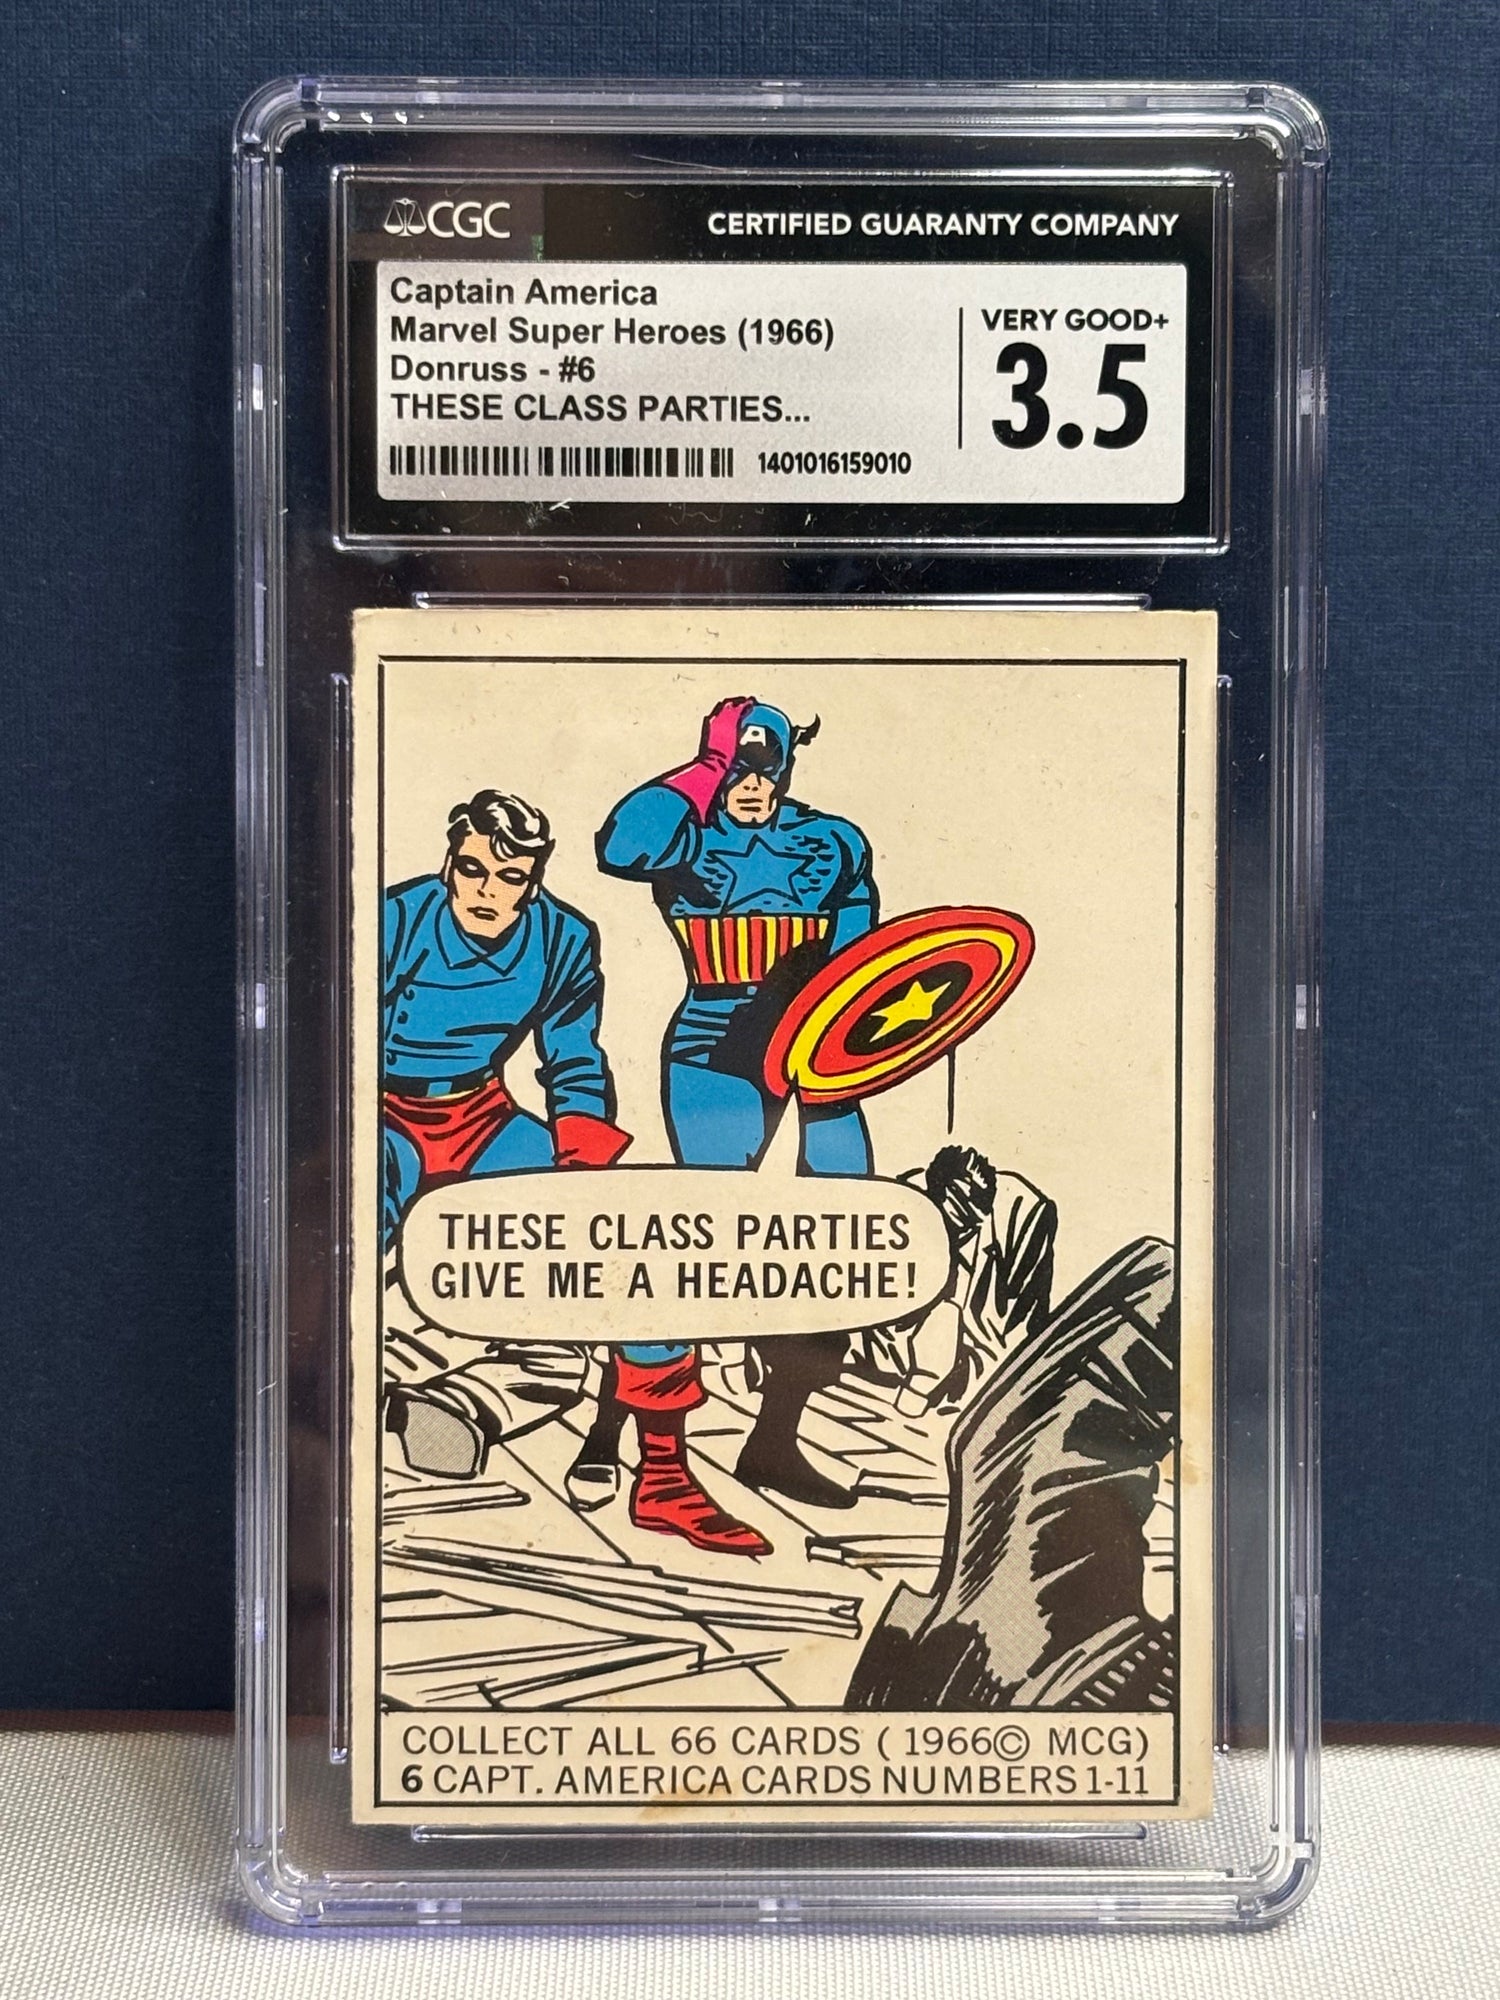 CGC
CERTIFIED GUARANTY COMPANY
Captain America
Marvel Super Heroes (1966)
Donruss - #6
THESE CLASS PARTIES...
VERY GOOD+
3.5
1401016159010
A
THESE CLASS PARTIES
GIVE ME A HEADACHE!
COLLECT ALL 66 CARDS ( 1966© MCG)
6 CAPT. AMERICA CARDS NUMBERS 1-11